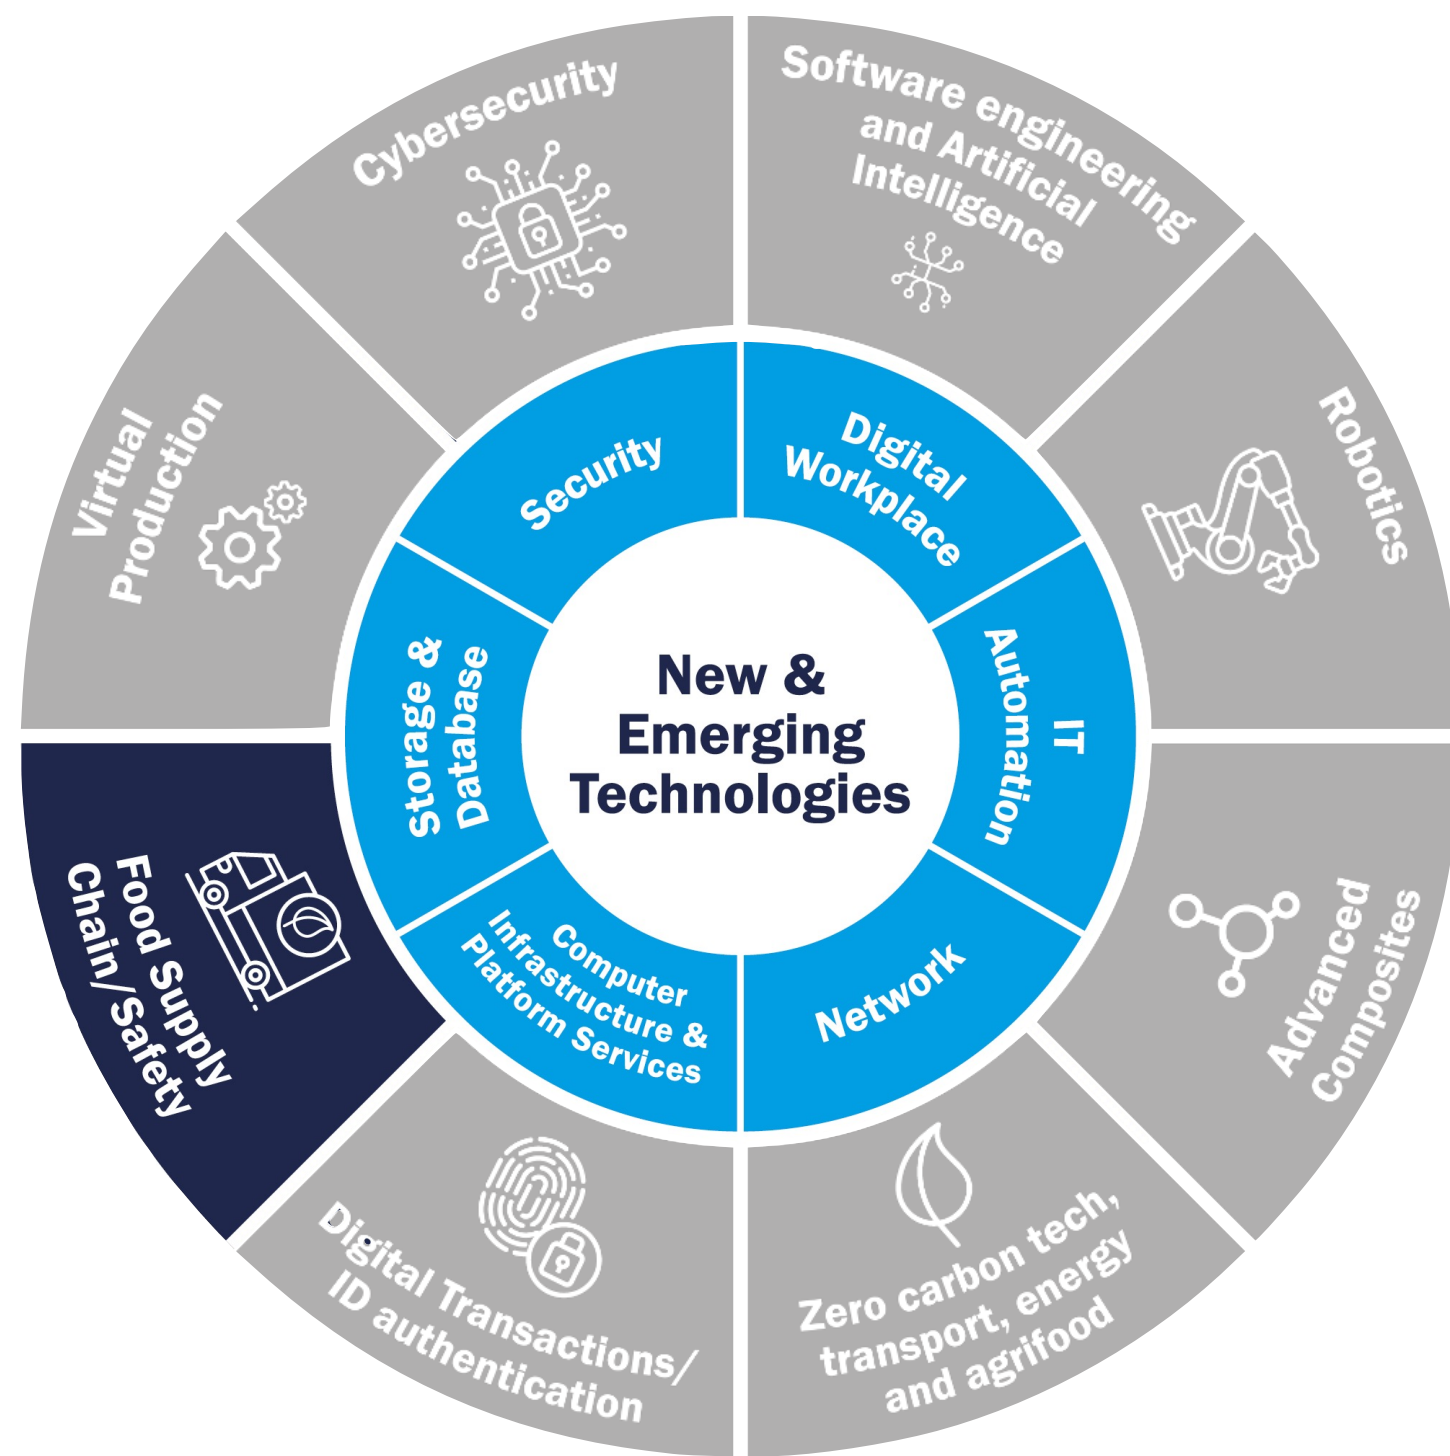 Cybersecurity
Software engineering
and Artificial
Intelligence
Robotics
Advanced
Composites
Zero carbon tech,
transport, energy
and agrifood
Digital Transactions/
ID authentication
Food Supply
Chain/Safety
Virtual
Production
Security
Digital
Workplace
IT
Automation
Network
Computer
Infrastructure &
Platform Services
Storage &
Database
New &
Emerging
Technologies